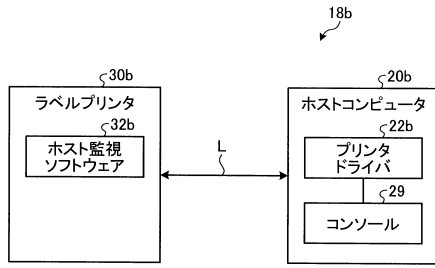 18b
30b
ラベルプリンタ
32b
ホスト監視
ソフトウェア
L
20b
ホストコンピュータ
22b
プリンタ
ドライバ
29
コンソール